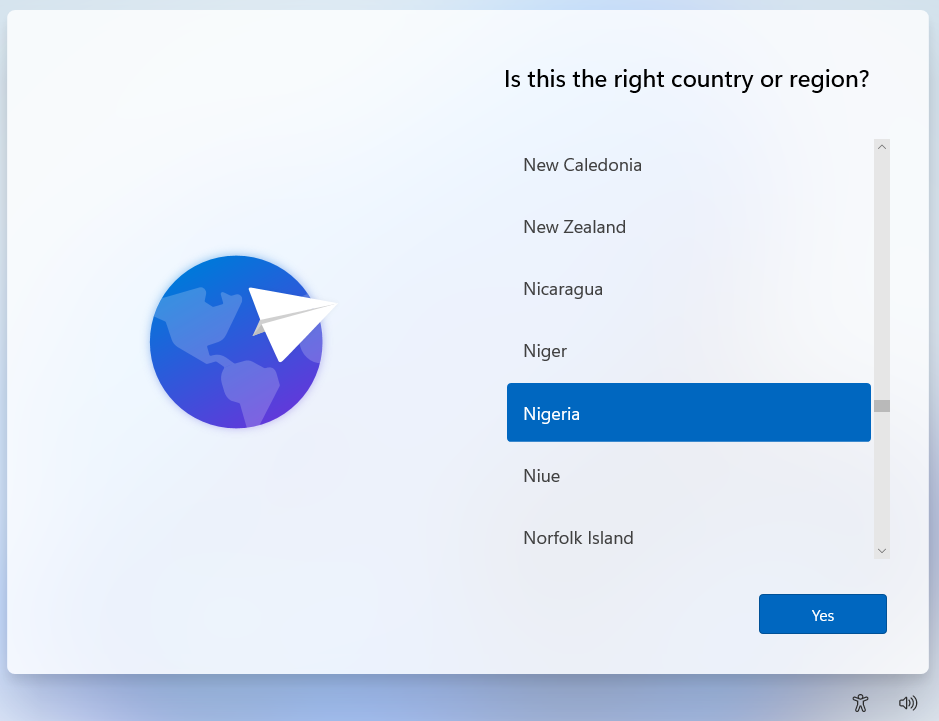 Is this the right country or region?
New Caledonia
New Zealand
Nicaragua
Niger
Nigeria
Niue
Norfolk Island
Yes